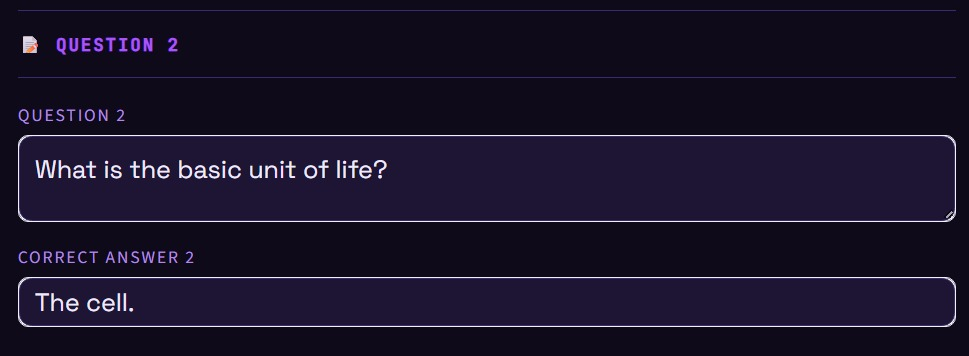 QUESTION 2
QUESTION 2
What is the basic unit of life?
CORRECT ANSWER 2
The cell.